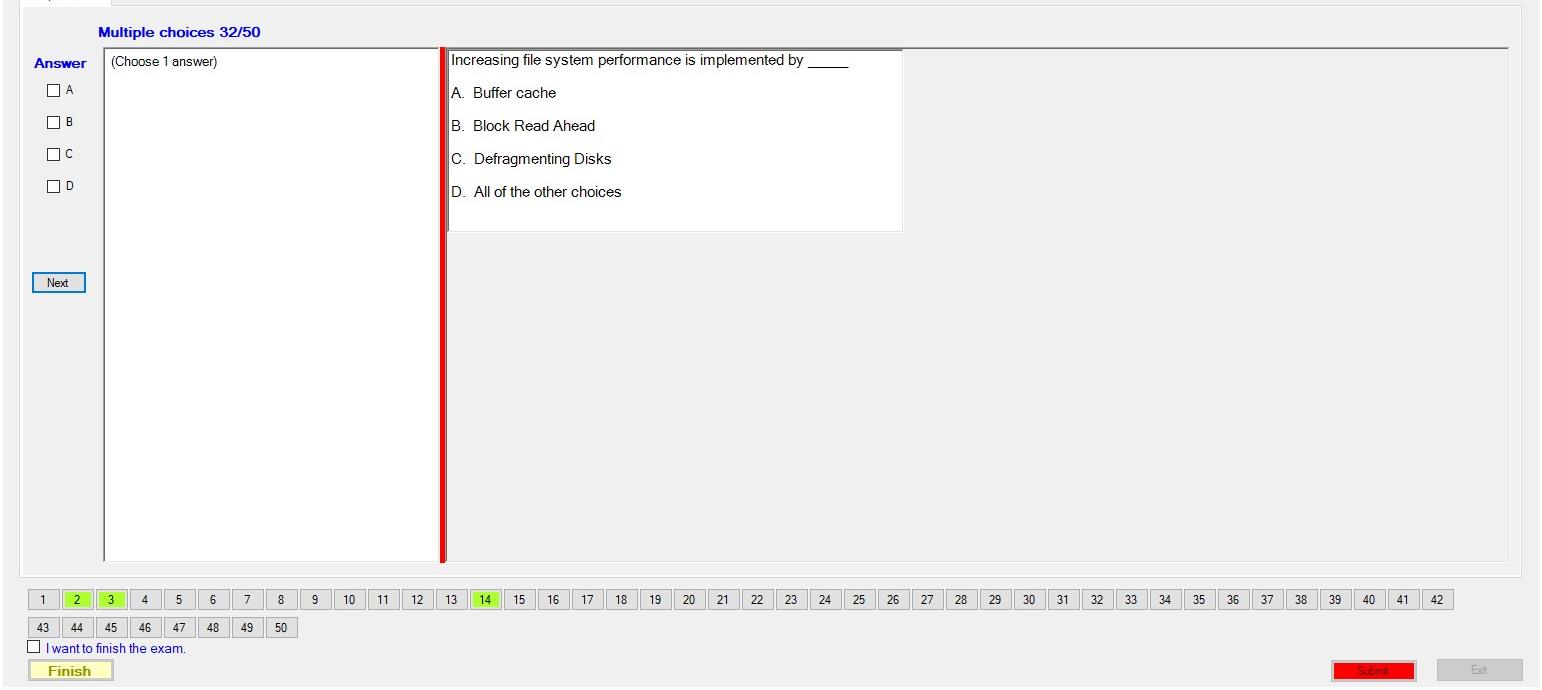 Multiple choices 32/50
Answer
(Choose 1 answer)
A
B
C
D
Next
Increasing file system performance is implemented by _____
A. Buffer cache
B. Block Read Ahead
C. Defragmenting Disks
D. All of the other choices
1 2 3 4 5 6 7 8 9 10 11 12 13 14 15 16 17 18 19 20 21 22 23 24 25 26 27 28 29 30 31 32 33 34 35 36 37 38 39 40 41 42
43 44 45 46 47 48 49 50
I want to finish the exam.
Finish
Submit
Exit